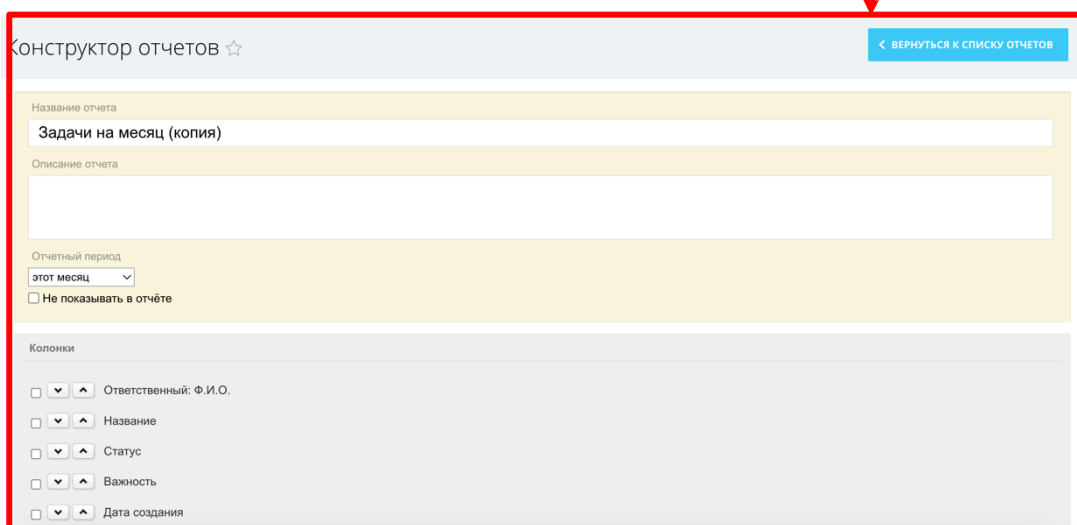 Конструктор отчетов
ВЕРНУТЬСЯ К СПИСКУ ОТЧЕТОВ
Название отчета
Задачи на месяц (копия)
Описание отчета
Отчетный период
этот месяц
Не показывать в отчёте
Колонки
Ответственный: Ф.И.О.
Название
Статус
Важность
Дата создания